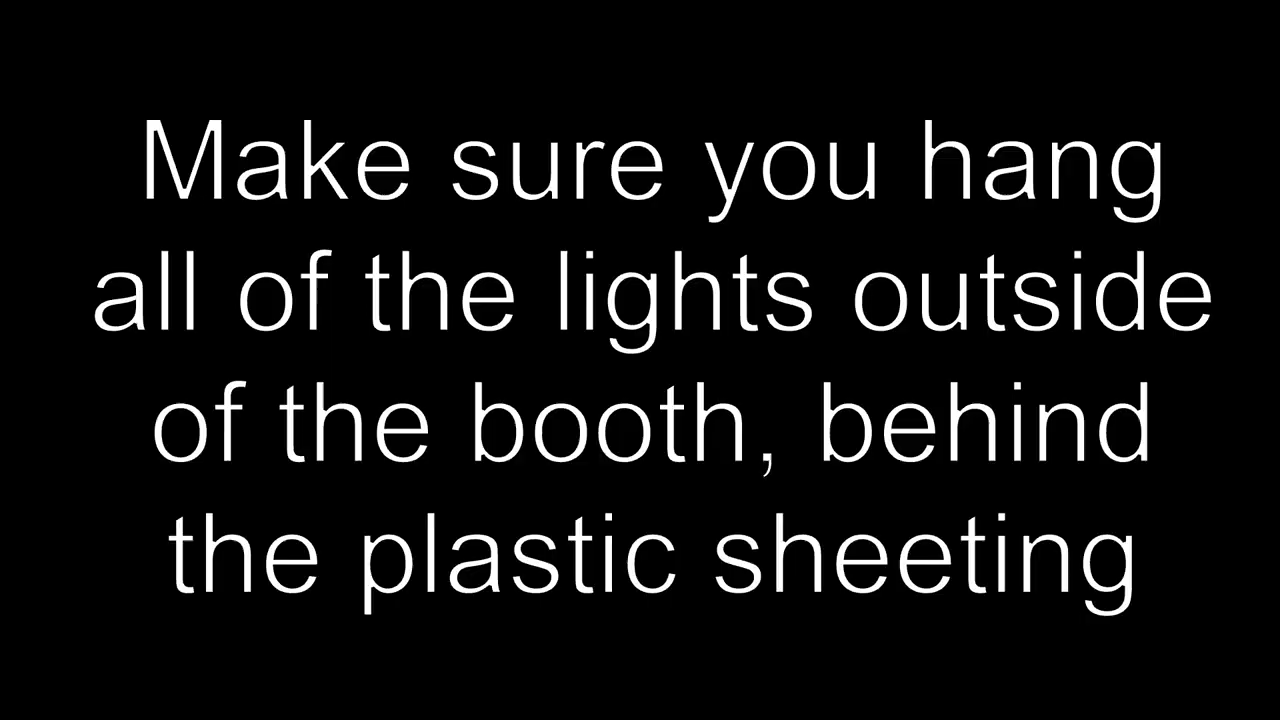 Make sure you hang
all of the lights outside
of the booth, behind
the plastic sheeting